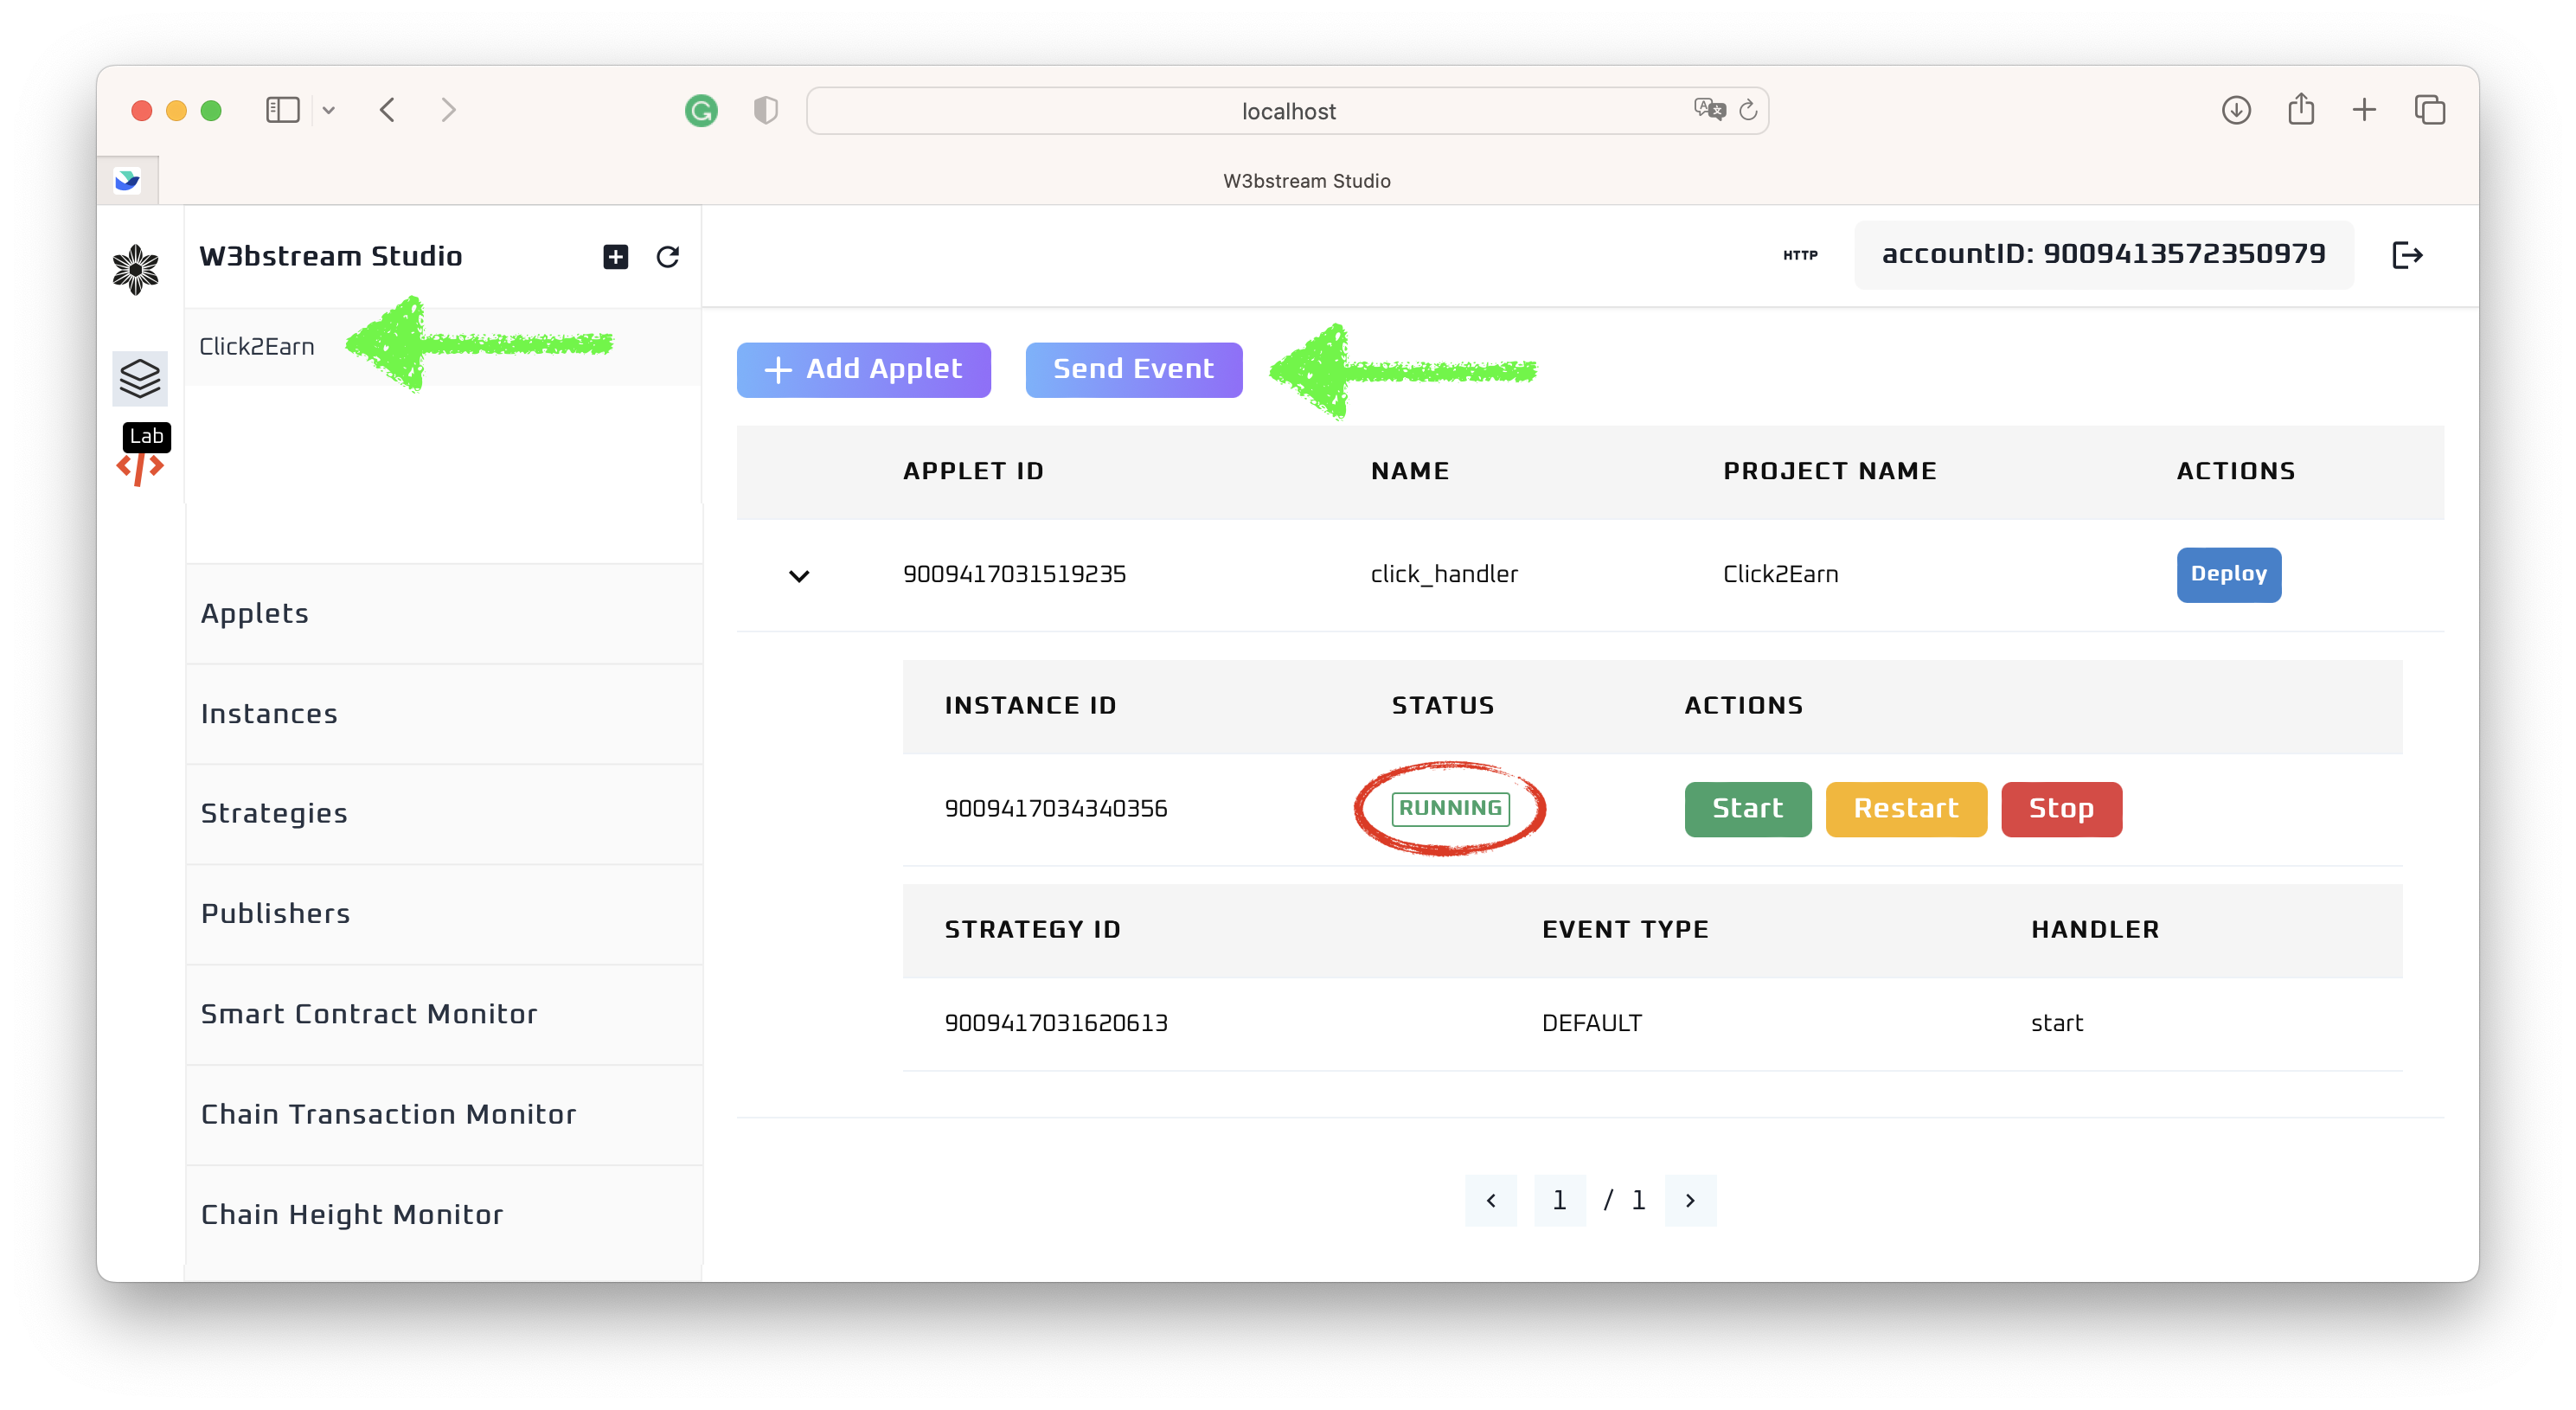 localhost
W3bstream Studio
W3bstream Studio
HTTP
accountID: 9009413572350979
Click2Earn
Lab
Applets
Instances
Strategies
Publishers
Smart Contract Monitor
Chain Transaction Monitor
Chain Height Monitor
+ Add Applet
Send Event
APPLET ID NAME PROJECT NAME ACTIONS
9009417031519235 click_handler Click2Earn Deploy
INSTANCE ID STATUS ACTIONS
9009417034340356 RUNNING Start Restart Stop
STRATEGY ID EVENT TYPE HANDLER
9009417031620613 DEFAULT start
< 1 / 1 >